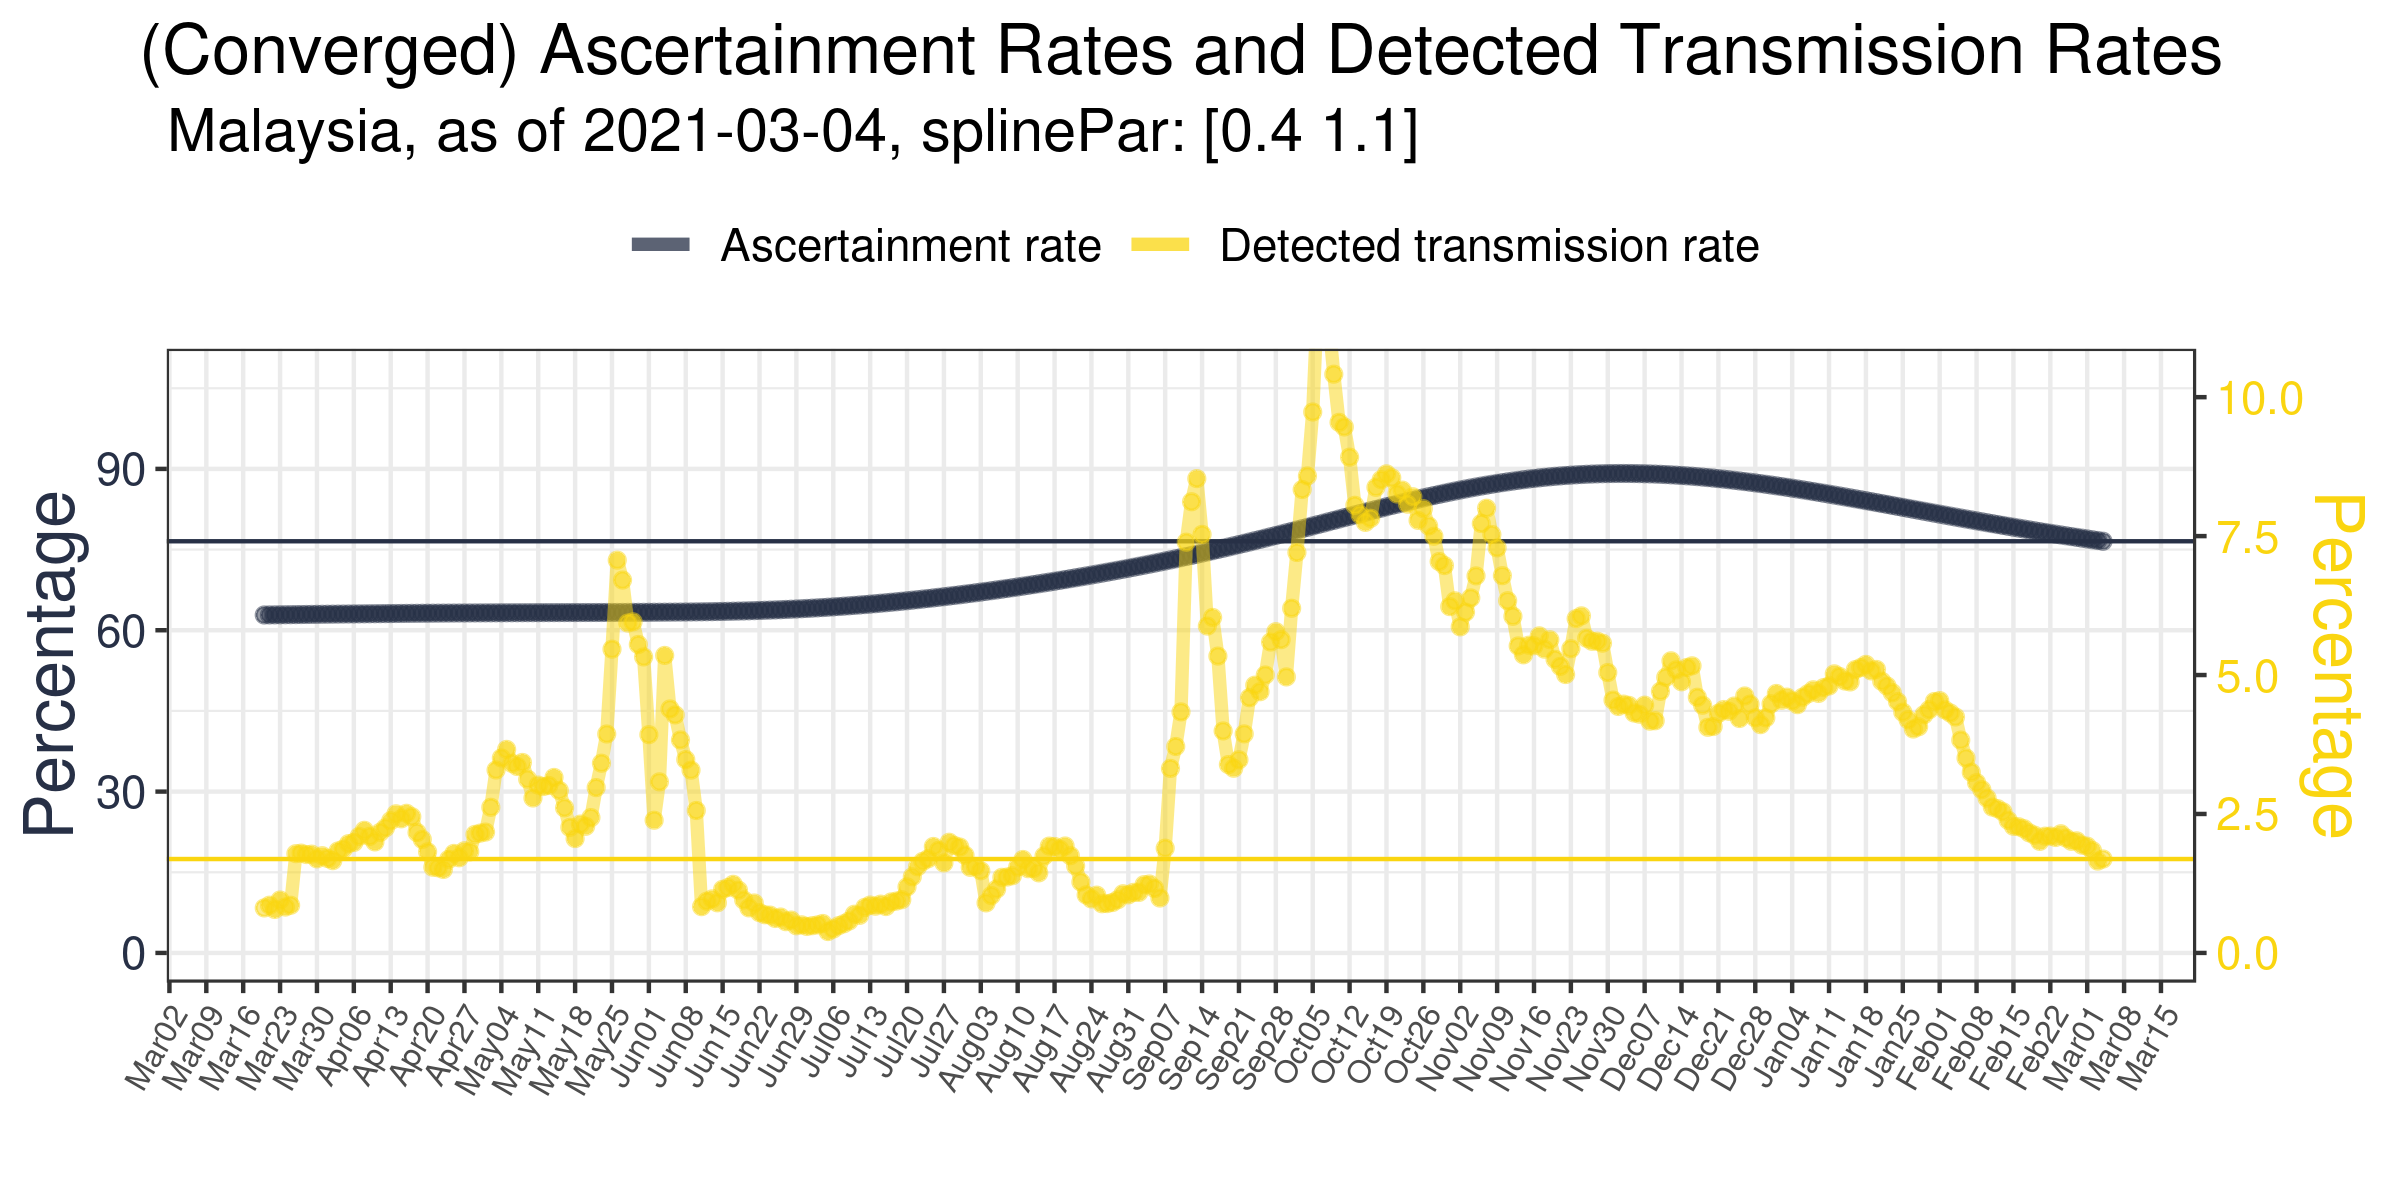 (Converged) Ascertainment Rates and Detected Transmission Rates
Malaysia, as of 2021-03-04, splinePar: [0.4 1.1]
Ascertainment rate
Detected transmission rate
Percentage
90
60
30
0
10.0
7.5
5.0
2.5
0.0
Percentage
Mar02
Mar09
Mar16
Mar23
Mar30
Apr06
Apr13
Apr20
Apr27
May04
May11
May18
May25
Jun01
Jun08
Jun15
Jun22
Jun29
Jul06
Jul13
Jul20
Jul27
Aug03
Aug10
Aug17
Aug24
Aug31
Sep07
Sep14
Sep21
Sep28
Oct05
Oct12
Oct19
Oct26
Nov02
Nov09
Nov16
Nov23
Nov30
Dec07
Dec14
Dec21
Dec28
Jan04
Jan11
Jan18
Jan25
Feb01
Feb08
Feb15
Feb22
Mar01
Mar08
Mar15